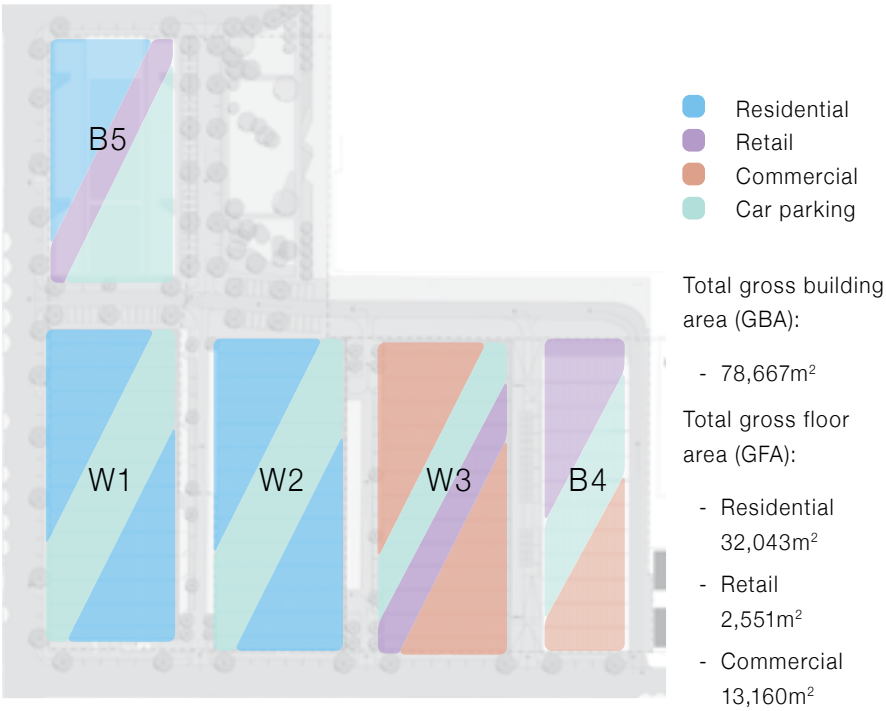 B5
W1
W2
W3
B4
Residential
Retail
Commercial
Car parking
Total gross building
area (GBA):
- 78,667m²
Total gross floor
area (GFA):
- Residential
32,043m²
- Retail
2,551m²
- Commercial
13,160m²